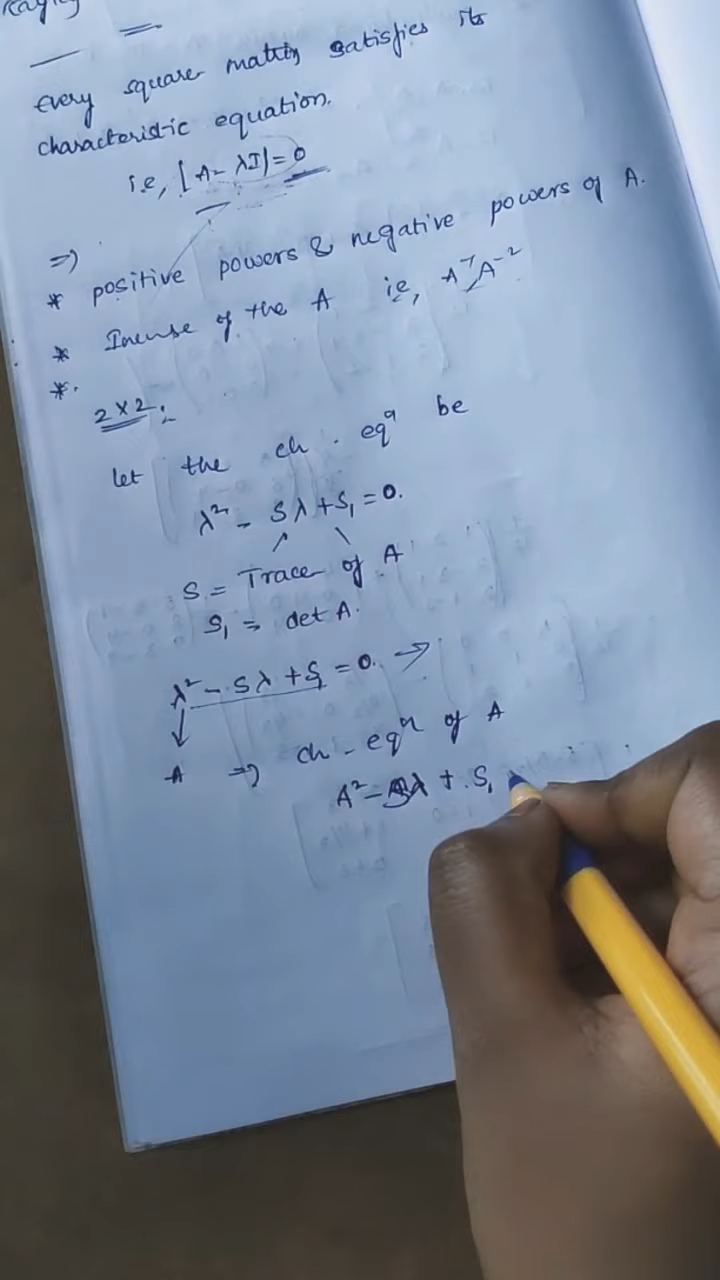 Every square matrix satisfies its
characteristic equation.
i.e, |A - λI| = 0
=>
* positive powers & negative powers of A.
* Inverse of the A ie, A⁻¹, A⁻²
*.
2 x 2 :-
let the ch. eqⁿ be
λ² - Sλ + S₁ = 0.
S = Trace of A
S₁ = det A.
λ² - Sλ + S₁ = 0. →
↓
A => ch - eqⁿ of A
A² - Sλ + S₁